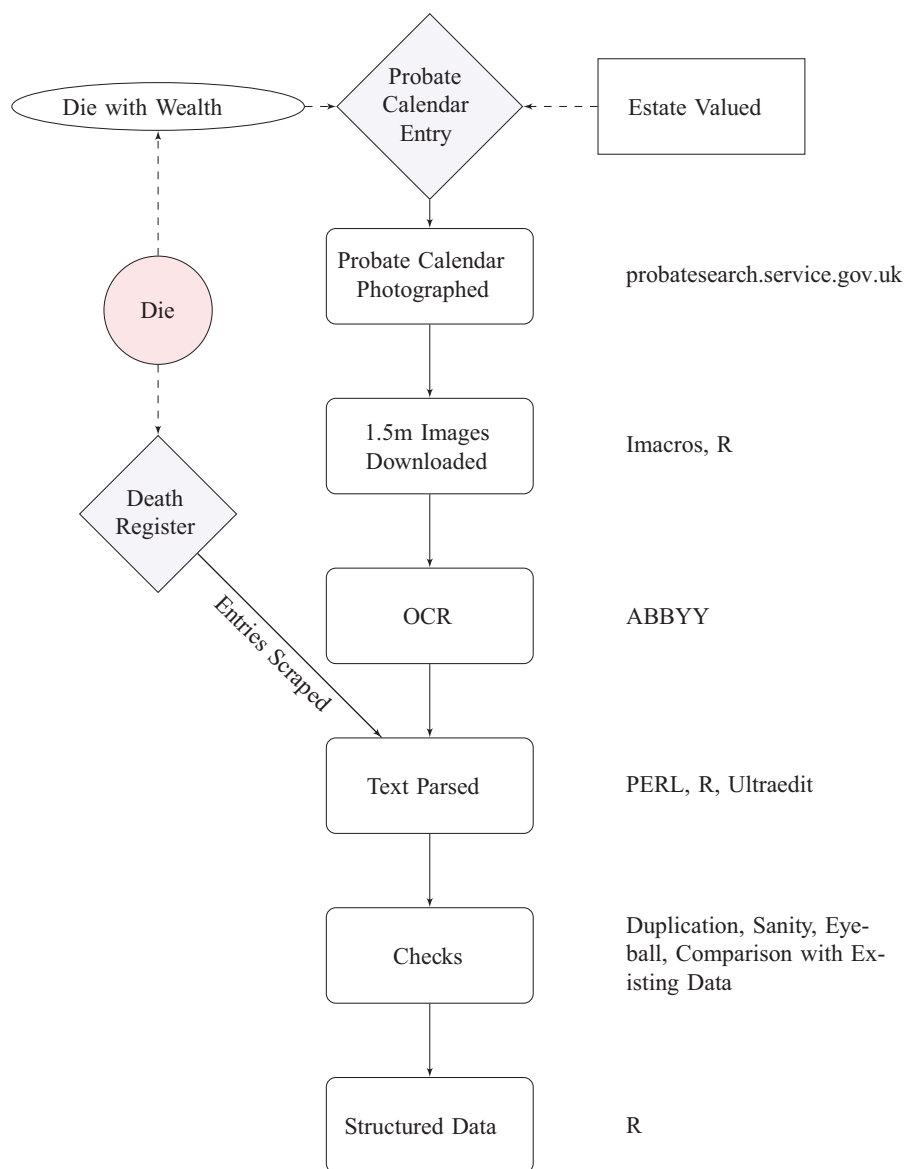 Probate
Calendar
Entry
Die with Wealth
Estate Valued
Probate Calendar
Photographed
probatesearch.service.gov.uk
Die
1.5m Images
Downloaded
Imacros, R
Death
Register
Entries Scraped
OCR
ABBYY
Text Parsed
PERL, R, Ultraedit
Checks
Duplication, Sanity, Eye-
ball, Comparison with Ex-
isting Data
Structured Data
R